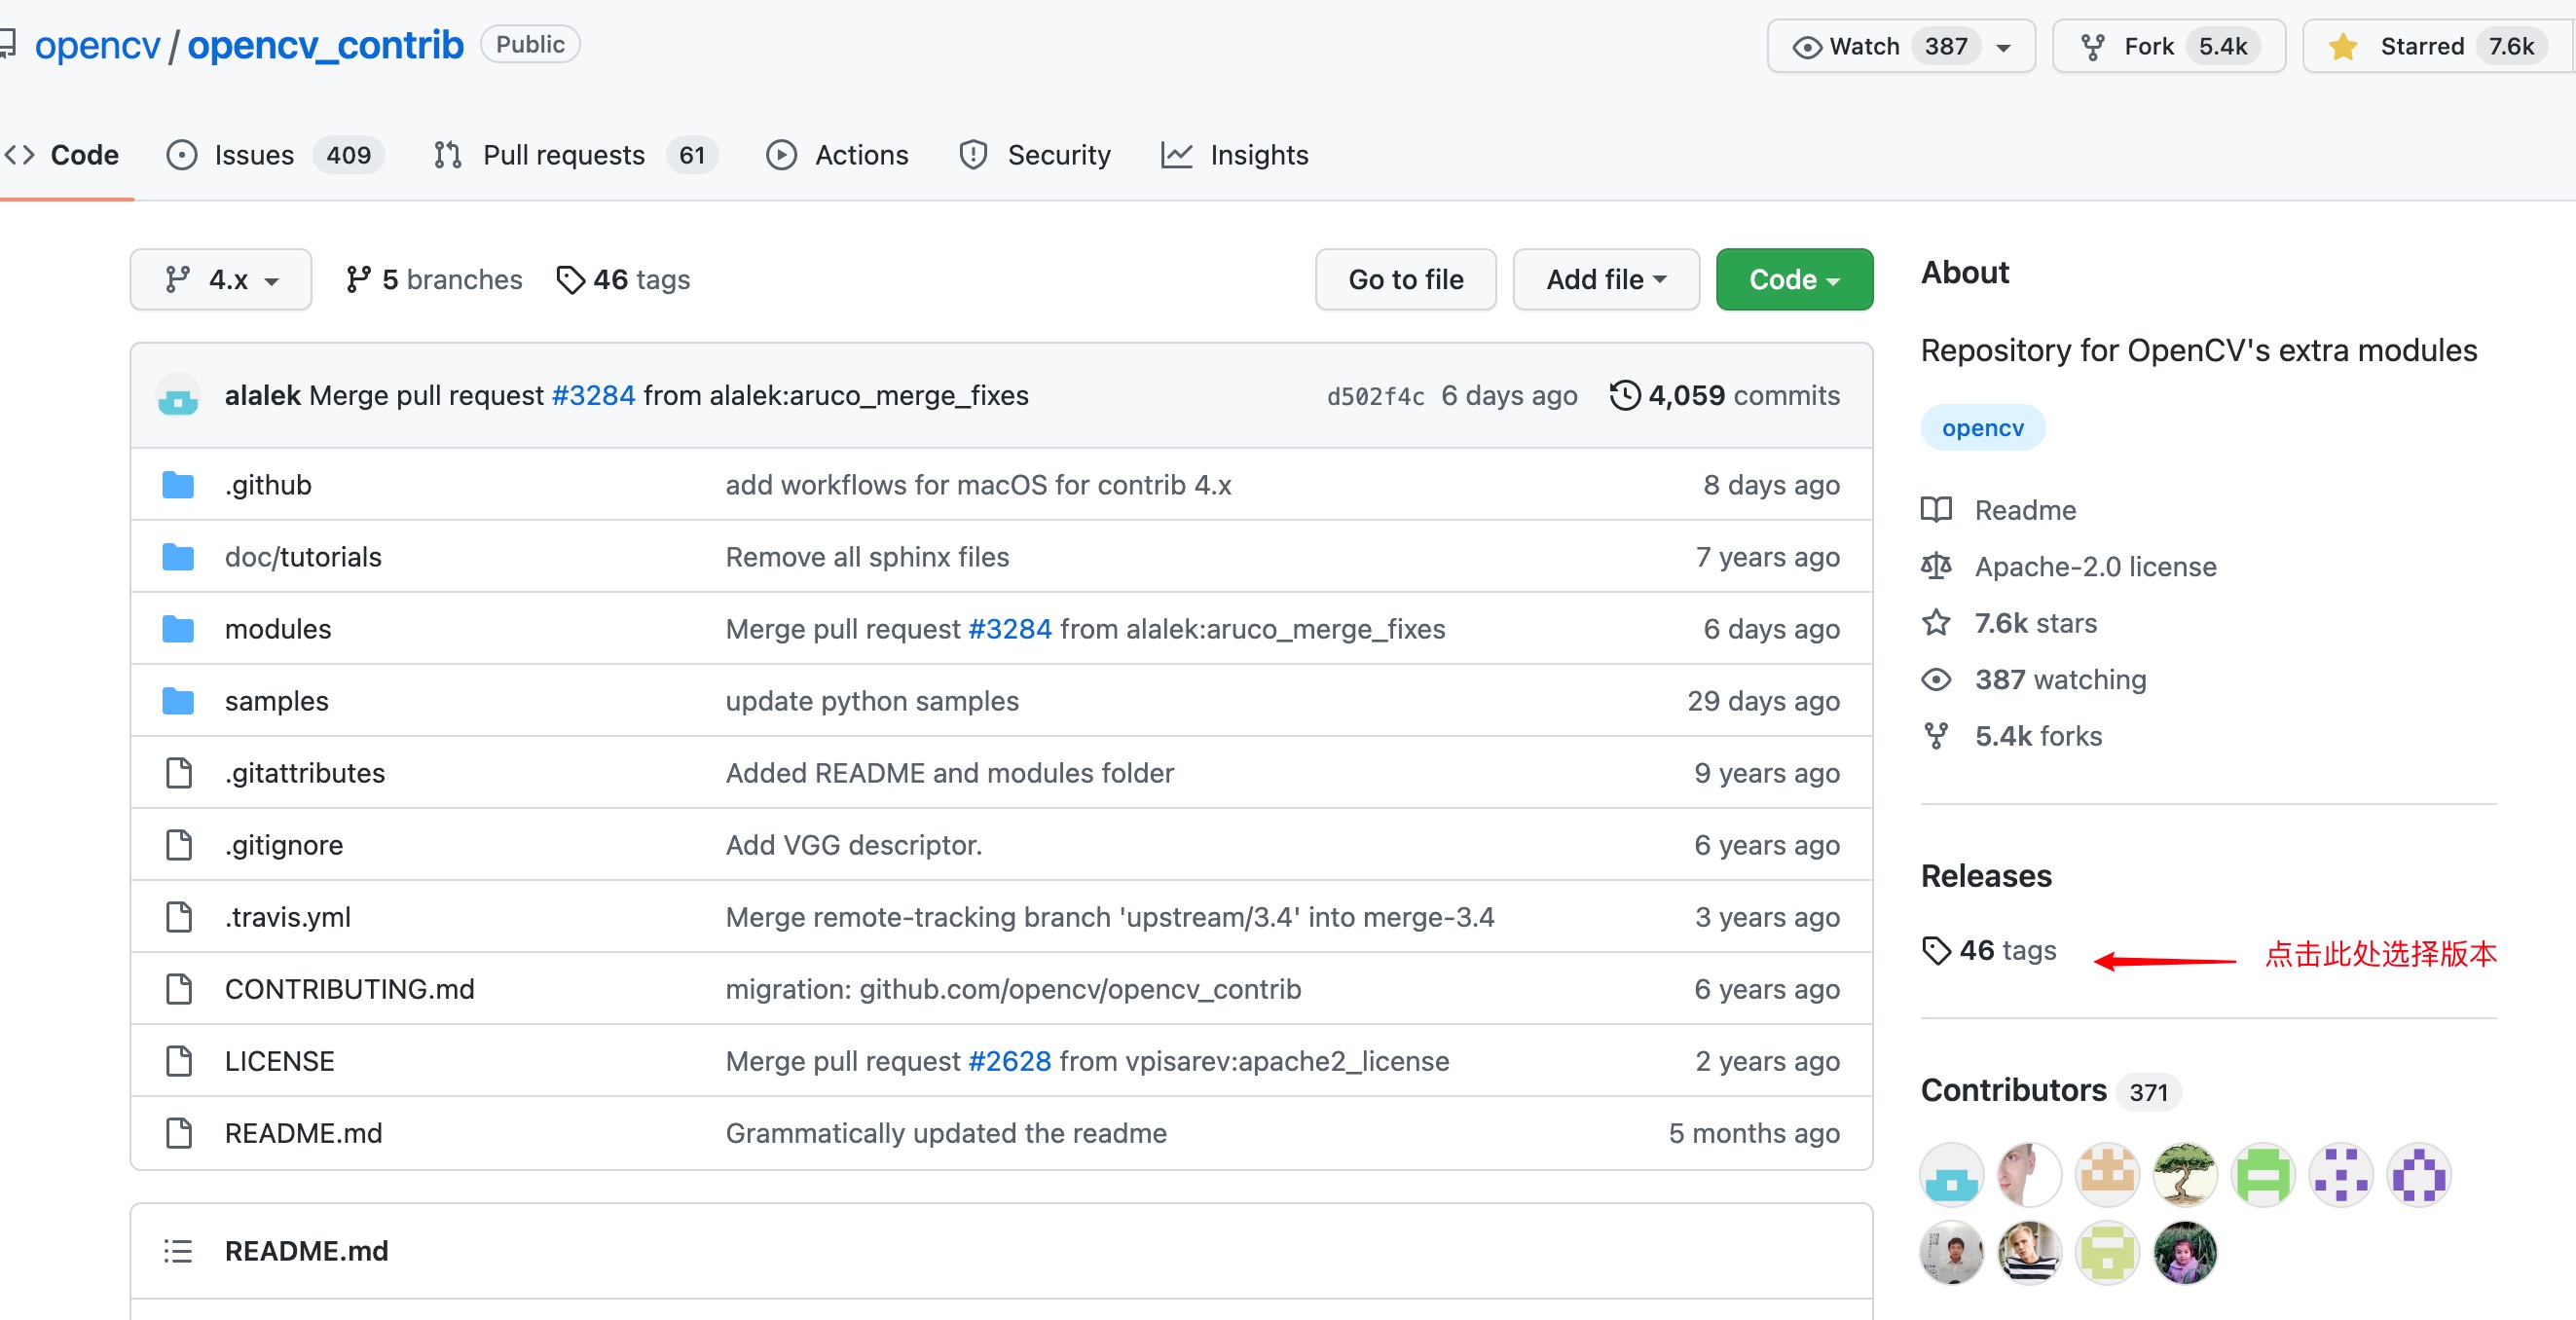 opencv / opencv_contrib Public
Watch 387 Fork 5.4k Starred 7.6k
Code Issues 409 Pull requests 61 Actions Security Insights
4.x 5 branches 46 tags Go to file Add file Code
alalek Merge pull request #3284 from alalek:aruco_merge_fixes d502f4c 6 days ago 4,059 commits
.github add workflows for macOS for contrib 4.x 8 days ago
doc/tutorials Remove all sphinx files 7 years ago
modules Merge pull request #3284 from alalek:aruco_merge_fixes 6 days ago
samples update python samples 29 days ago
.gitattributes Added README and modules folder 9 years ago
.gitignore Add VGG descriptor. 6 years ago
.travis.yml Merge remote-tracking branch 'upstream/3.4' into merge-3.4 3 years ago
CONTRIBUTING.md migration: github.com/opencv/opencv_contrib 6 years ago
LICENSE Merge pull request #2628 from vpisarev:apache2_license 2 years ago
README.md Grammatically updated the readme 5 months ago
README.md
About
Repository for OpenCV's extra modules
opencv
Readme
Apache-2.0 license
7.6k stars
387 watching
5.4k forks
Releases
46 tags 点击此处选择版本
Contributors 371